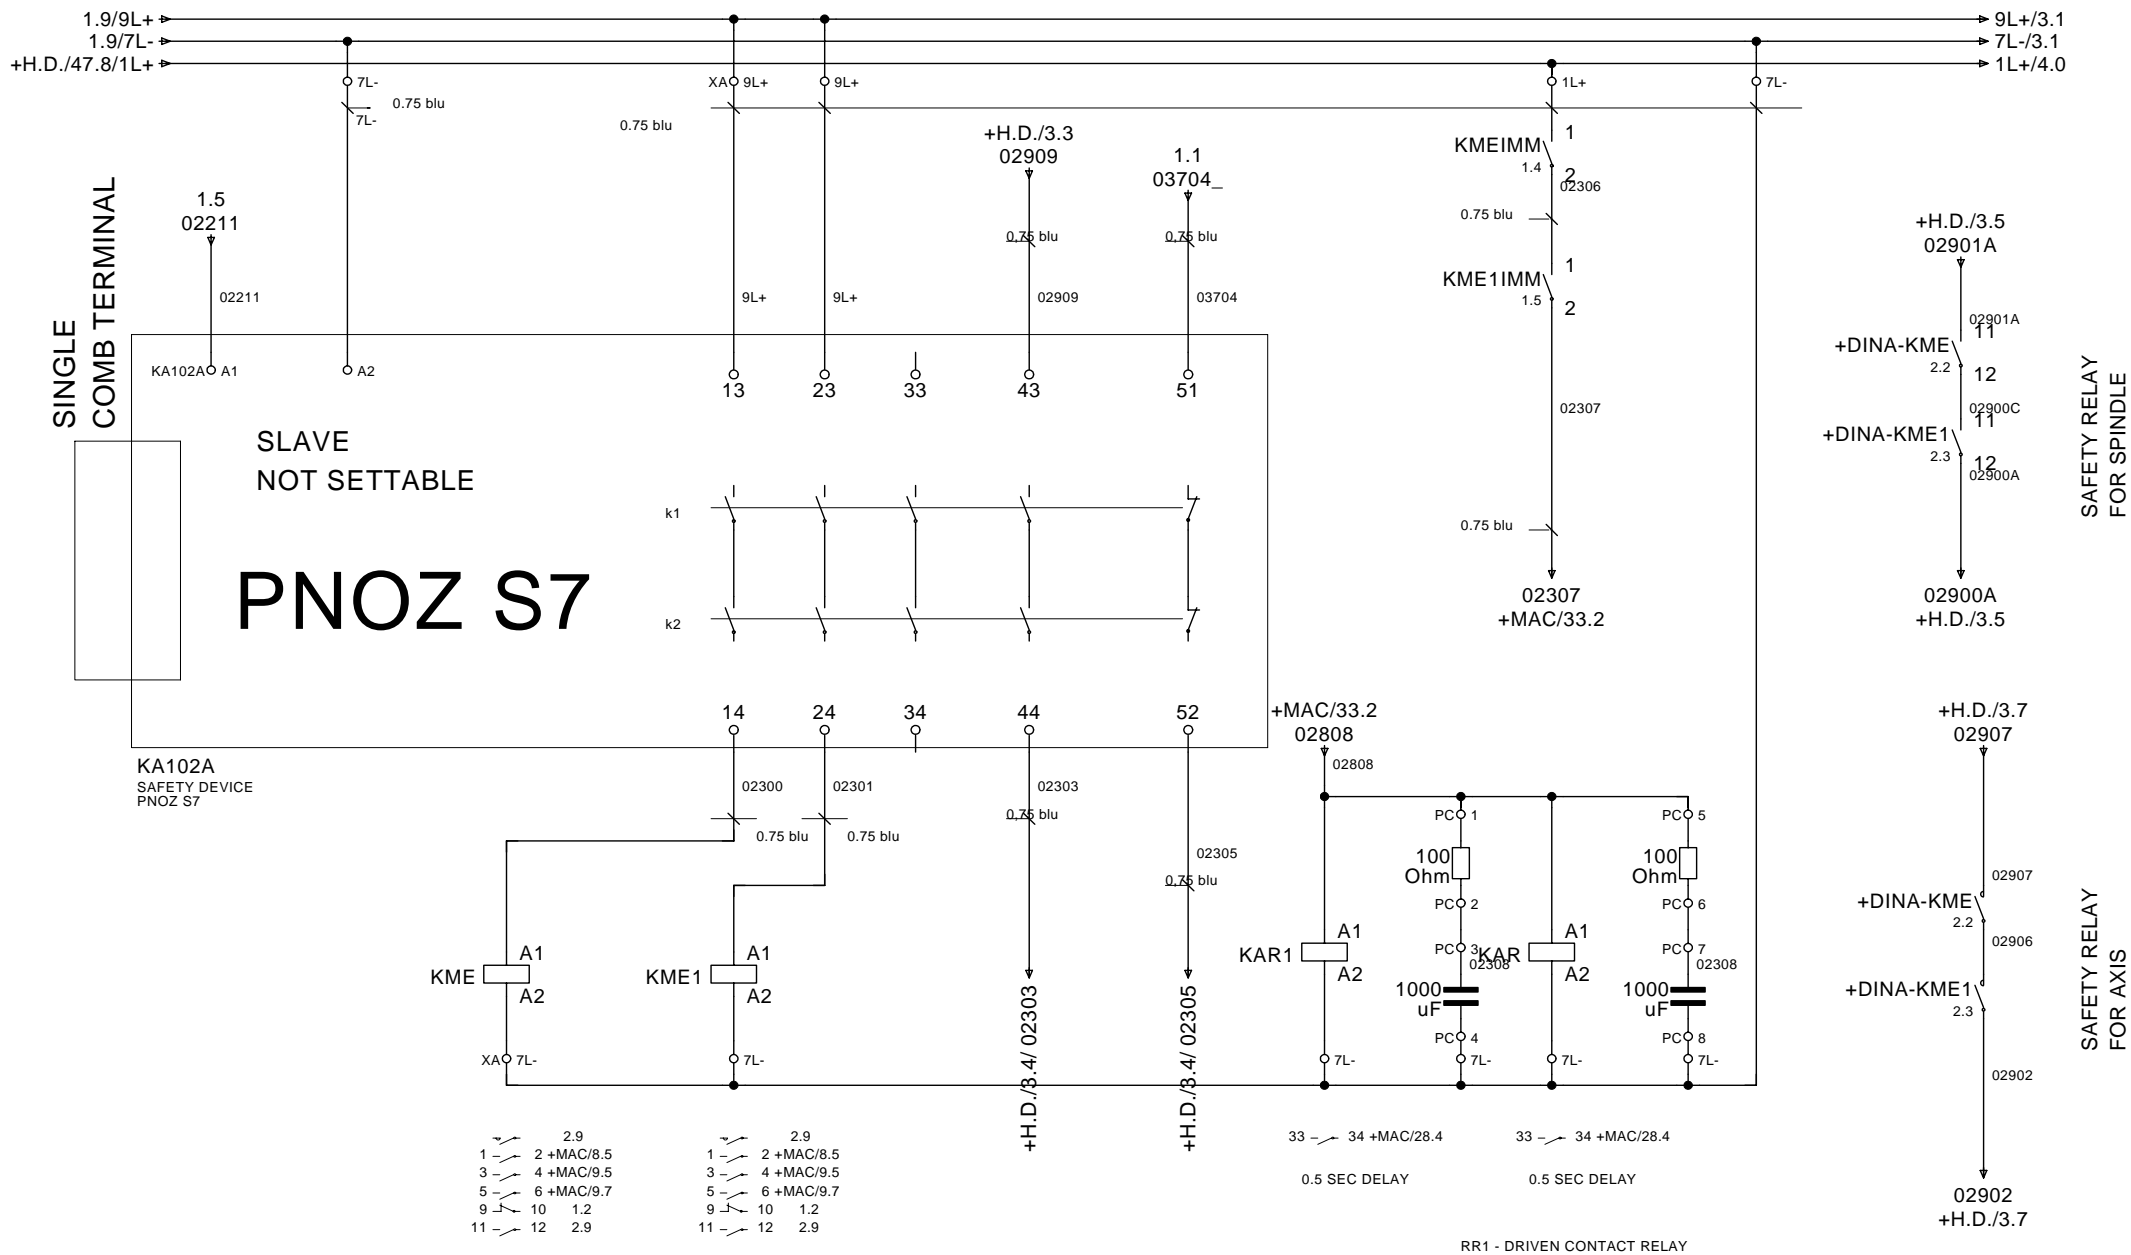 1.9/9L+
9L+/3.1
1.9/7L-
7L-/3.1
+H.D./47.8/1L+
1L+/4.0
7L-
XA 9L+
9L+
1L+
7L-
0.75 blu
7L-
0.75 blu
+H.D./3.3
02909
1.1
03704_
KMEIMM
1.4
1
2
02306
1.5
02211
0.75 blu
0,75 blu
0,75 blu
+H.D./3.5
02901A
KME1IMM
1.5
1
2
02211
9L+
9L+
02909
03704
SINGLE
COMB TERMINAL
02901A
11
+DINA-KME
2.2
12
KA102A A1
A2
13
23
33
43
51
02307
02900C
11
+DINA-KME1
2.3
12
02900A
SAFETY RELAY
FOR SPINDLE
SLAVE
NOT SETTABLE
k1
0.75 blu
PNOZ S7
k2
02307
+MAC/33.2
02900A
+H.D./3.5
14
24
34
44
52
+MAC/33.2
02808
+H.D./3.7
02907
KA102A
SAFETY DEVICE
PNOZ S7
02808
02300
02301
02303
0.75 blu
0.75 blu
0,75 blu
02305
0,75 blu
PC 1
100
Ohm
PC 2
PC 3
02308
1000
uF
PC 4
7L-
PC 5
100
Ohm
PC 6
PC 7
02308
1000
uF
PC 8
7L-
02907
+DINA-KME
2.2
02906
+DINA-KME1
2.3
02902
SAFETY RELAY
FOR AXIS
KME
A1
A2
KME1
A1
A2
KAR1
A1
A2
KAR
A1
A2
XA 7L-
7L-
7L-
7L-
+H.D./3.4/ 02303
+H.D./3.4/ 02305
2.9
1 2 +MAC/8.5
3 4 +MAC/9.5
5 6 +MAC/9.7
9 10 1.2
11 12 2.9
2.9
1 2 +MAC/8.5
3 4 +MAC/9.5
5 6 +MAC/9.7
9 10 1.2
11 12 2.9
33 34 +MAC/28.4
0.5 SEC DELAY
33 34 +MAC/28.4
0.5 SEC DELAY
02902
+H.D./3.7
RR1 - DRIVEN CONTACT RELAY